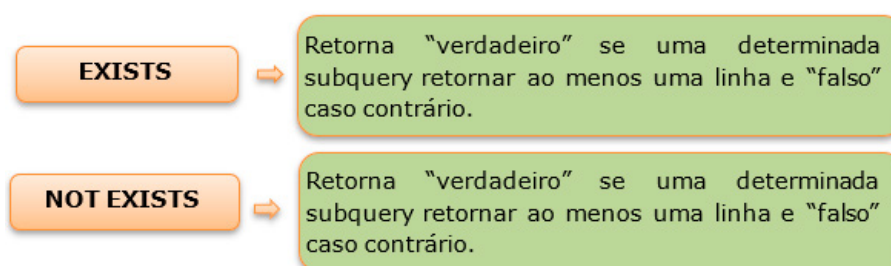 EXISTS
Retorna “verdadeiro” se uma determinada
subquery retornar ao menos uma linha e “falso”
caso contrário.
NOT EXISTS
Retorna “verdadeiro” se uma determinada
subquery retornar ao menos uma linha e “falso”
caso contrário.